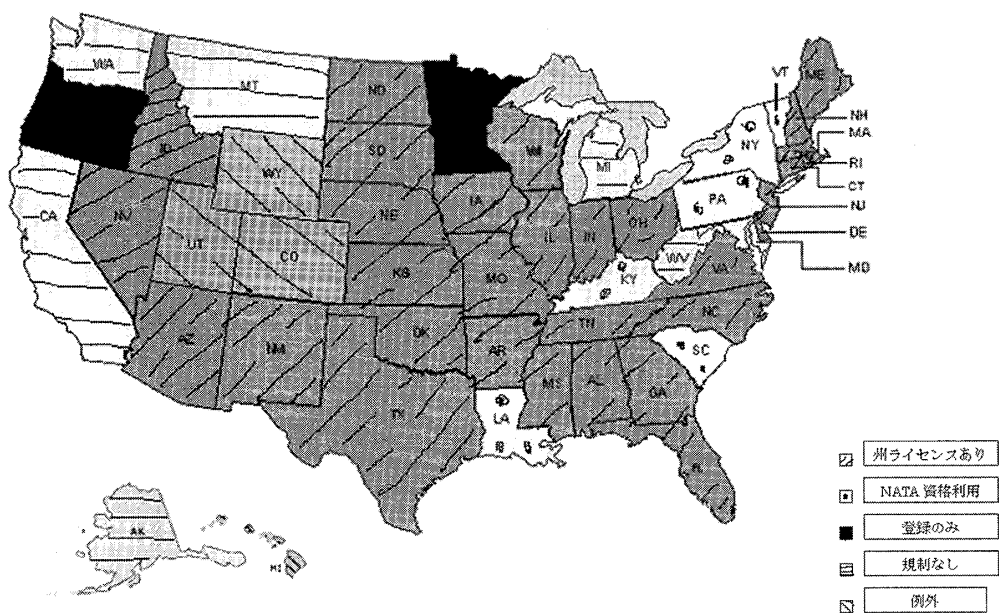 WA
MT
ND
VT
ME
NH
MA
ID
SD
WI
MI
NY
RI
WY
CT
CA
NV
NE
IA
PA
NJ
UT
CO
IL
IN
OH
DE
KS
MO
WV
VA
MD
KY
AZ
NM
OK
AR
TN
NC
SC
TX
LA
MS
AL
GA
FL
AK
HI
州ライセンスあり
NATA 資格利用
登録のみ
規制なし
例外